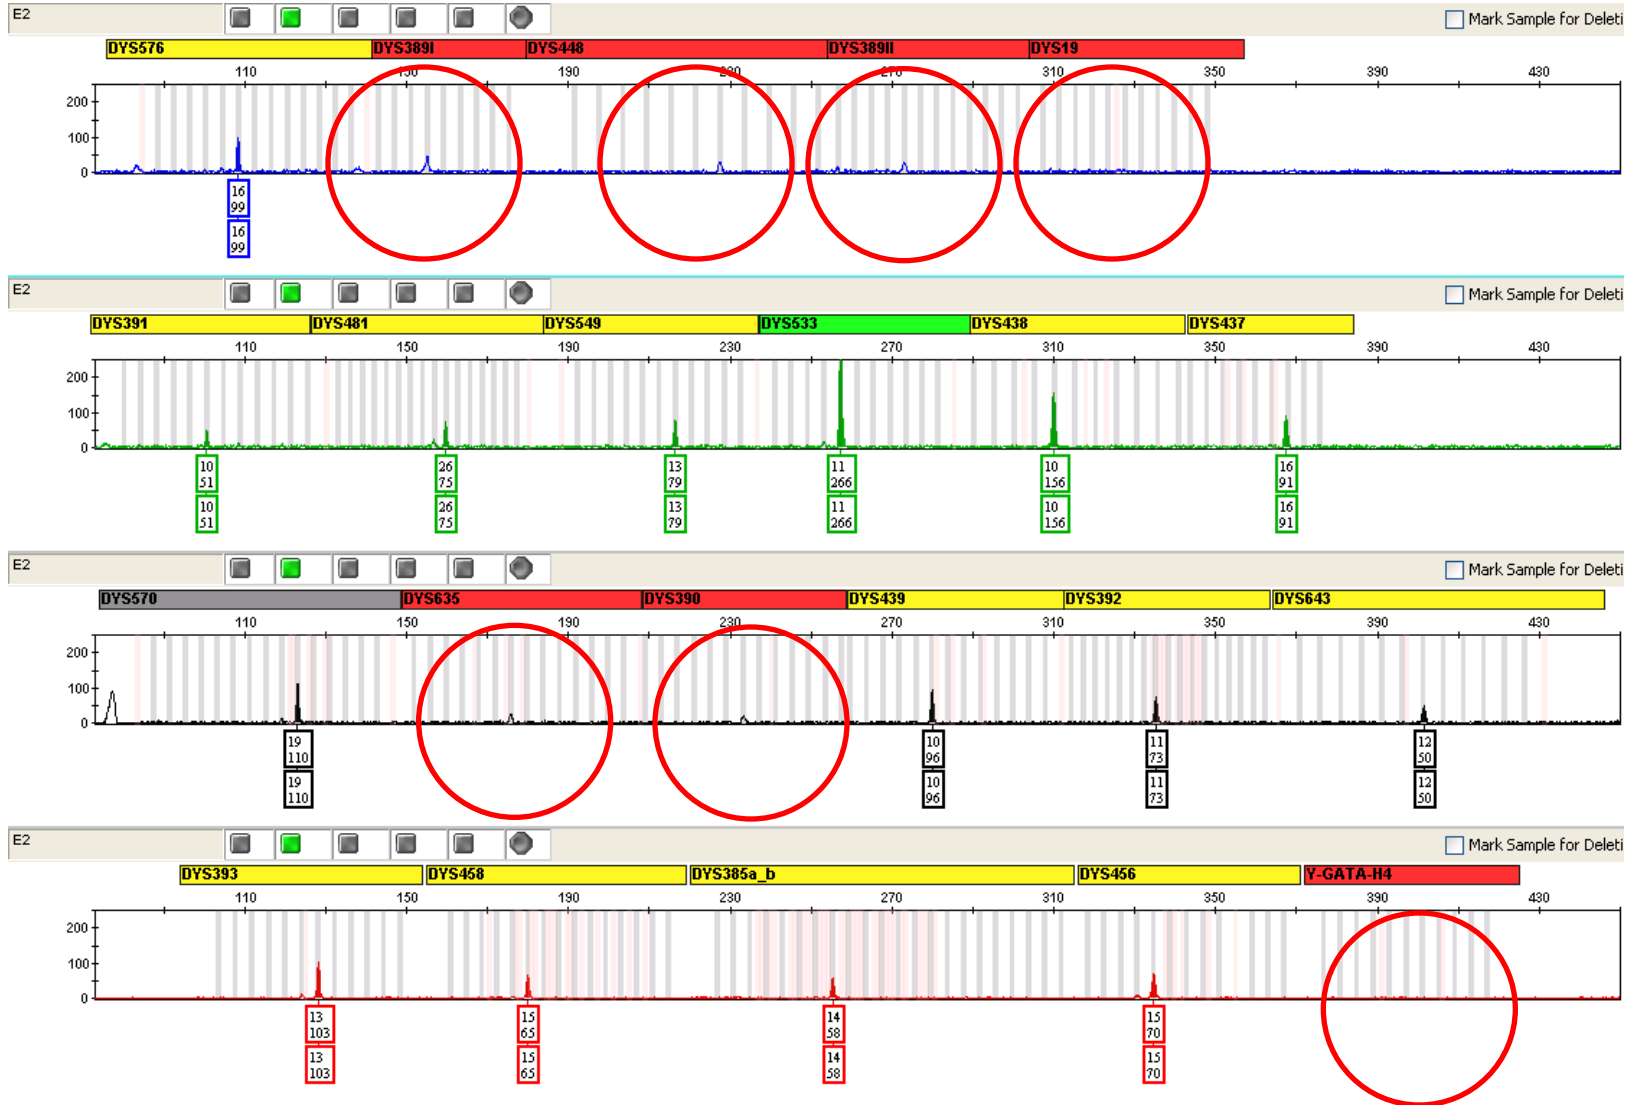 E2 Mark Sample for Deleti
DYS576 DYS389I DYS448 DYS389II DYS19
110 150 190 230 270 310 350 390 430
200
100
0
16
99
16
99
E2 Mark Sample for Deleti
DYS391 DYS481 DYS549 DYS533 DYS438 DYS437
110 150 190 230 270 310 350 390 430
200
100
0
10 26 13 11 10 16
51 75 79 266 156 91
10 26 13 11 10 16
51 75 79 266 156 91
E2 Mark Sample for Deleti
DYS570 DYS635 DYS390 DYS439 DYS392 DYS643
110 150 190 230 270 310 350 390 430
200
100
0
19 10 11 12
110 96 73 50
19 10 11 12
110 96 73 50
E2 Mark Sample for Deleti
DYS393 DYS458 DYS385a_b DYS456 Y-GATA-H4
110 150 190 230 270 310 350 390 430
200
100
0
13 15 14 15
103 65 58 70
13 15 14 15
103 65 58 70